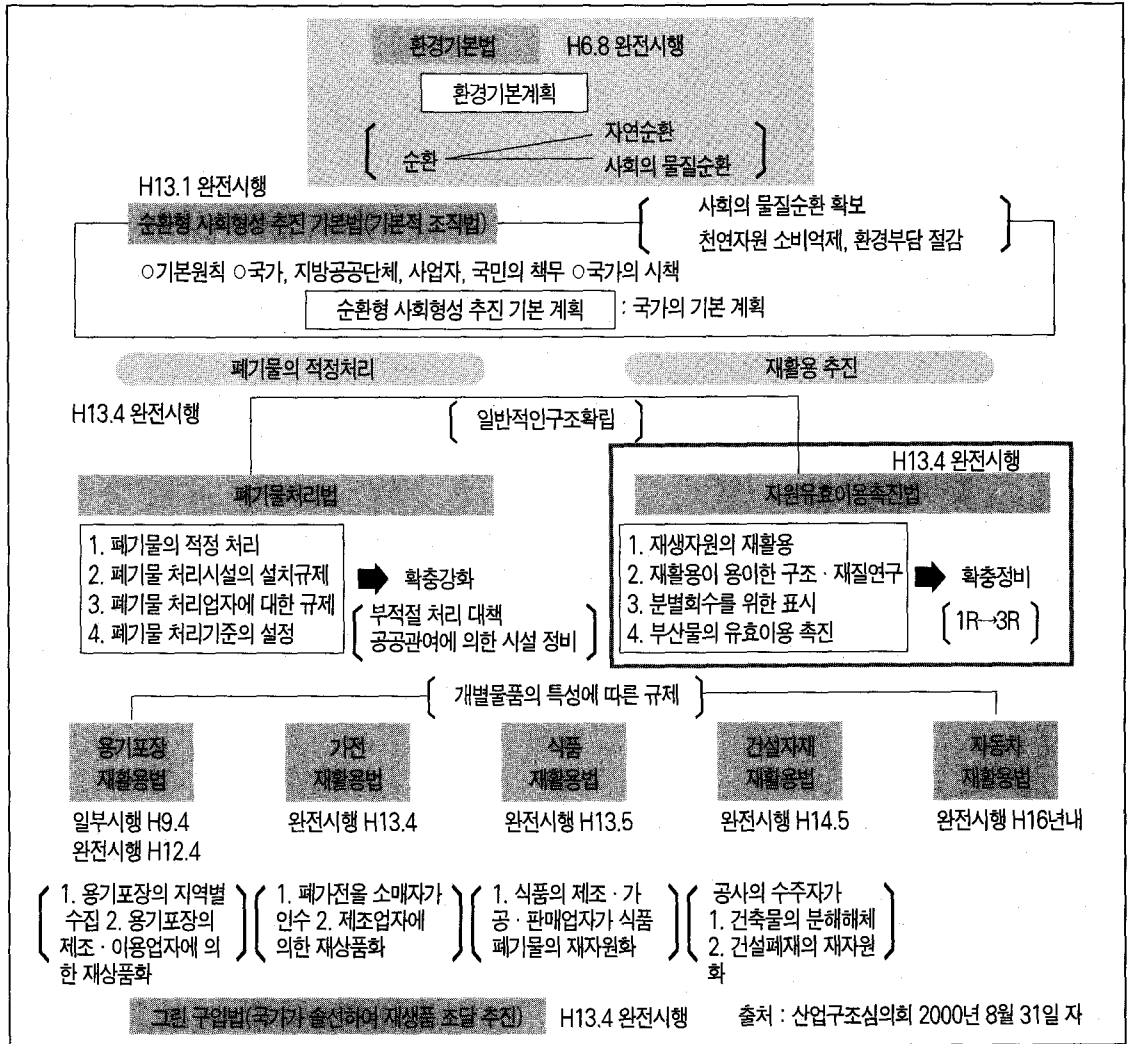 환경기본법 H6.8 완전시행
환경기본계획
순환
자연순환
사회의 물질순환
H13.1 완전시행
순환형 사회형성 추진 기본법(기본적 조직법)
사회의 물질순환 확보
천연자원 소비억제, 환경부담 절감
○기본원칙 ○국가, 지방공공단체, 사업자, 국민의 책무 ○국가의 시책
순환형 사회형성 추진 기본 계획 : 국가의 기본 계획
폐기물의 적정처리
재활용 추진
H13.4 완전시행
일반적인구조확립
폐기물처리법
1. 폐기물의 적정 처리
2. 폐기물 처리시설의 설치규제
3. 폐기물 처리업자에 대한 규제
4. 폐기물 처리기준의 설정
확충강화
부적절 처리 대책
공공관여에 의한 시설 정비
H13.4 완전시행
자원유효이용촉진법
1. 재생자원의 재활용
2. 재활용이 용이한 구조 · 재질연구
3. 분별회수를 위한 표시
4. 부산물의 유효이용 촉진
확충정비
1R→3R
개별물품의 특성에 따른 규제
용기포장
재활용법
일부시행 H9.4
완전시행 H12.4
가전
재활용법
완전시행 H13.4
식품
재활용법
완전시행 H13.5
건설자재
재활용법
완전시행 H14.5
자동차
재활용법
완전시행 H16년내
1. 용기포장의 지역별
수집 2. 용기포장의
제조 · 이용업자에 의
한 재상품화
1. 폐가전을 소매자가
인수 2. 제조업자에
의한 재상품화
1. 식품의 제조 · 가
공 · 판매업자가 식품
폐기물의 재자원화
공사의 수주자가
1. 건축물의 분해해체
2. 건설폐재의 재자원
화
그린 구입법(국가가 솔선하여 재생품 조달 추진) H13.4 완전시행
출처 : 산업구조심의회 2000년 8월 31일 자